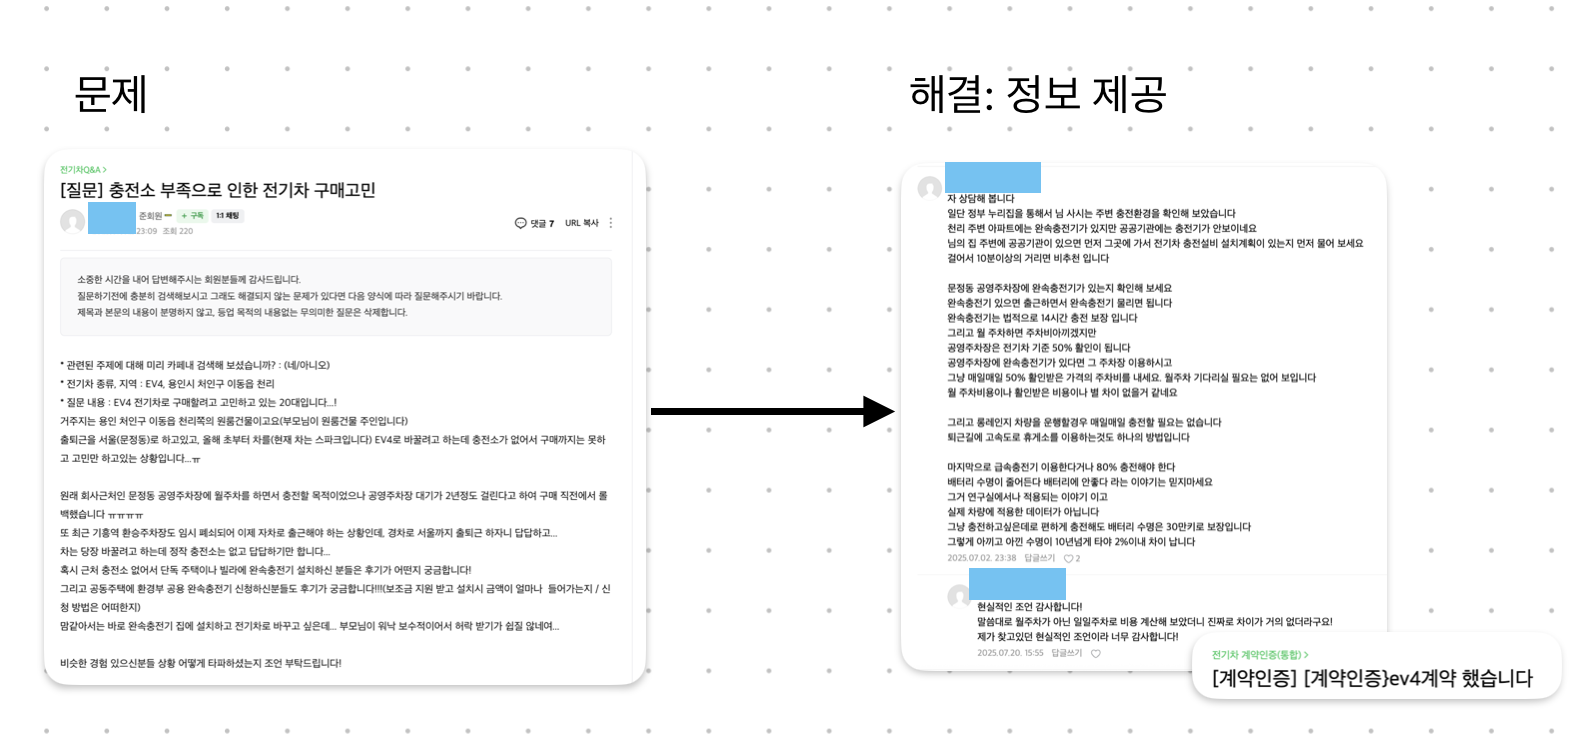 문제
전기차Q&A >
[질문] 충전소 부족으로 인한 전기차 구매고민
준회원 + 구독 1:1 채팅
23:09 조회 220
댓글 7 URL 복사
소중한 시간을 내어 답변해주시는 회원분들께 감사드립니다.
질문하기전에 충분히 검색해보시고 그래도 해결되지 않는 문제가 있다면 다음 양식에 따라 질문해주시기 바랍니다.
제목과 본문의 내용이 분명하지 않고, 등업 목적의 내용없는 무의미한 질문은 삭제합니다.
* 관련된 주제에 대해 미리 카페내 검색해 보셨습니까? : (네/아니오)
* 전기차 종류, 지역 : EV4, 용인시 처인구 이동읍 천리
* 질문 내용 : EV4 전기차로 구매할려고 고민하고 있는 20대입니다...!
거주지는 용인 처인구 이동읍 천리쪽의 원룸건물이고요(부모님이 원룸건물 주인입니다)
출퇴근을 서울(문정동)로 하고있고, 올해 초부터 차를(현재 차는 스파크입니다) EV4로 바꿀려고 하는데 충전소가 없어서 구매까지는 못하
고 고민만 하고있는 상황입니다...ㅠ
원래 회사근처인 문정동 공영주차장에 월주차를 하면서 충전할 목적이었으나 공영주차장 대기가 2년정도 걸린다고 하여 구매 직전에서 롤
백했습니다 ㅠㅠㅠㅠ
또 최근 기흥역 환승주차장도 임시 폐쇠되어 이제 자차로 출근해야 하는 상황인데, 경차로 서울까지 출퇴근 하자니 답답하고...
차는 당장 바꿀려고 하는데 정작 충전소는 없고 답답하기만 합니다...
혹시 근처 충전소 없어서 단독 주택이나 빌라에 완속충전기 설치하신 분들은 후기가 어떤지 궁금합니다!
그리고 공동주택에 환경부 공용 완속충전기 신청하신분들도 후기가 궁금합니다!!!(보조금 지원 받고 설치시 금액이 얼마나 들어가는지 / 신
청 방법은 어떠한지)
맘같아서는 바로 완속충전기 집에 설치하고 전기차로 바꾸고 싶은데... 부모님이 워낙 보수적이어서 허락 받기가 쉽질 않네여...
비슷한 경험 있으신분들 상황 어떻게 타파하셨는지 조언 부탁드립니다!
해결: 정보 제공
자 상담해 봅니다
일단 정부 누리집을 통해서 님 사시는 주변 충전환경을 확인해 보았습니다
천리 주변 아파트에는 완속충전기가 있지만 공공기관에는 충전기가 안보이네요
님의 집 주변에 공공기관이 있으면 먼저 그곳에 가서 전기차 충전설비 설치계획이 있는지 먼저 물어 보세요
걸어서 10분이상의 거리면 비추천 입니다
문정동 공영주차장에 완속충전기가 있는지 확인해 보세요
완속충전기 있으면 출근하면서 완속충전기 물리면 됩니다
완속충전기는 법적으로 14시간 충전 보장 입니다
그리고 월 주차하면 주차비아끼겠지만
공영주차장은 전기차 기준 50% 활인이 됩니다
공영주차장에 완속충전기가 있다면 그 주차장 이용하시고
그냥 매일매일 50% 활인받은 가격의 주차비를 내세요. 월주차 기다리실 필요는 없어 보입니다
월 주차비용이나 활인받은 비용이나 별 차이 없을거 같네요
그리고 롱레인지 차량을 운행할경우 매일매일 충전할 필요는 없습니다
퇴근길에 고속도로 휴게소를 이용하는것도 하나의 방법입니다
마지막으로 급속충전기 이용한다거나 80% 충전해야 한다
배터리 수명이 줄어든다 배터리에 안좋다 라는 이야기는 믿지마세요
그거 연구실에서나 적용되는 이야기 이고
실제 차량에 적용한 데이터가 아닙니다
그냥 충전하고싶은데로 편하게 충전해도 배터리 수명은 30만키로 보장입니다
그렇게 아끼고 아낀 수명이 10년넘게 타야 2%이내 차이 납니다
2025.07.02. 23:38 답글쓰기 2
현실적인 조언 감사합니다!
말씀대로 월주차가 아닌 일일주차로 비용 계산해 보았더니 진짜로 차이가 거의 없더라구요!
제가 찾고있던 현실적인 조언이라 너무 감사합니다!
2025.07.20. 15:55 답글쓰기
전기차 계약인증(통합) >
[계약인증] [계약인증}ev4계약 했습니다